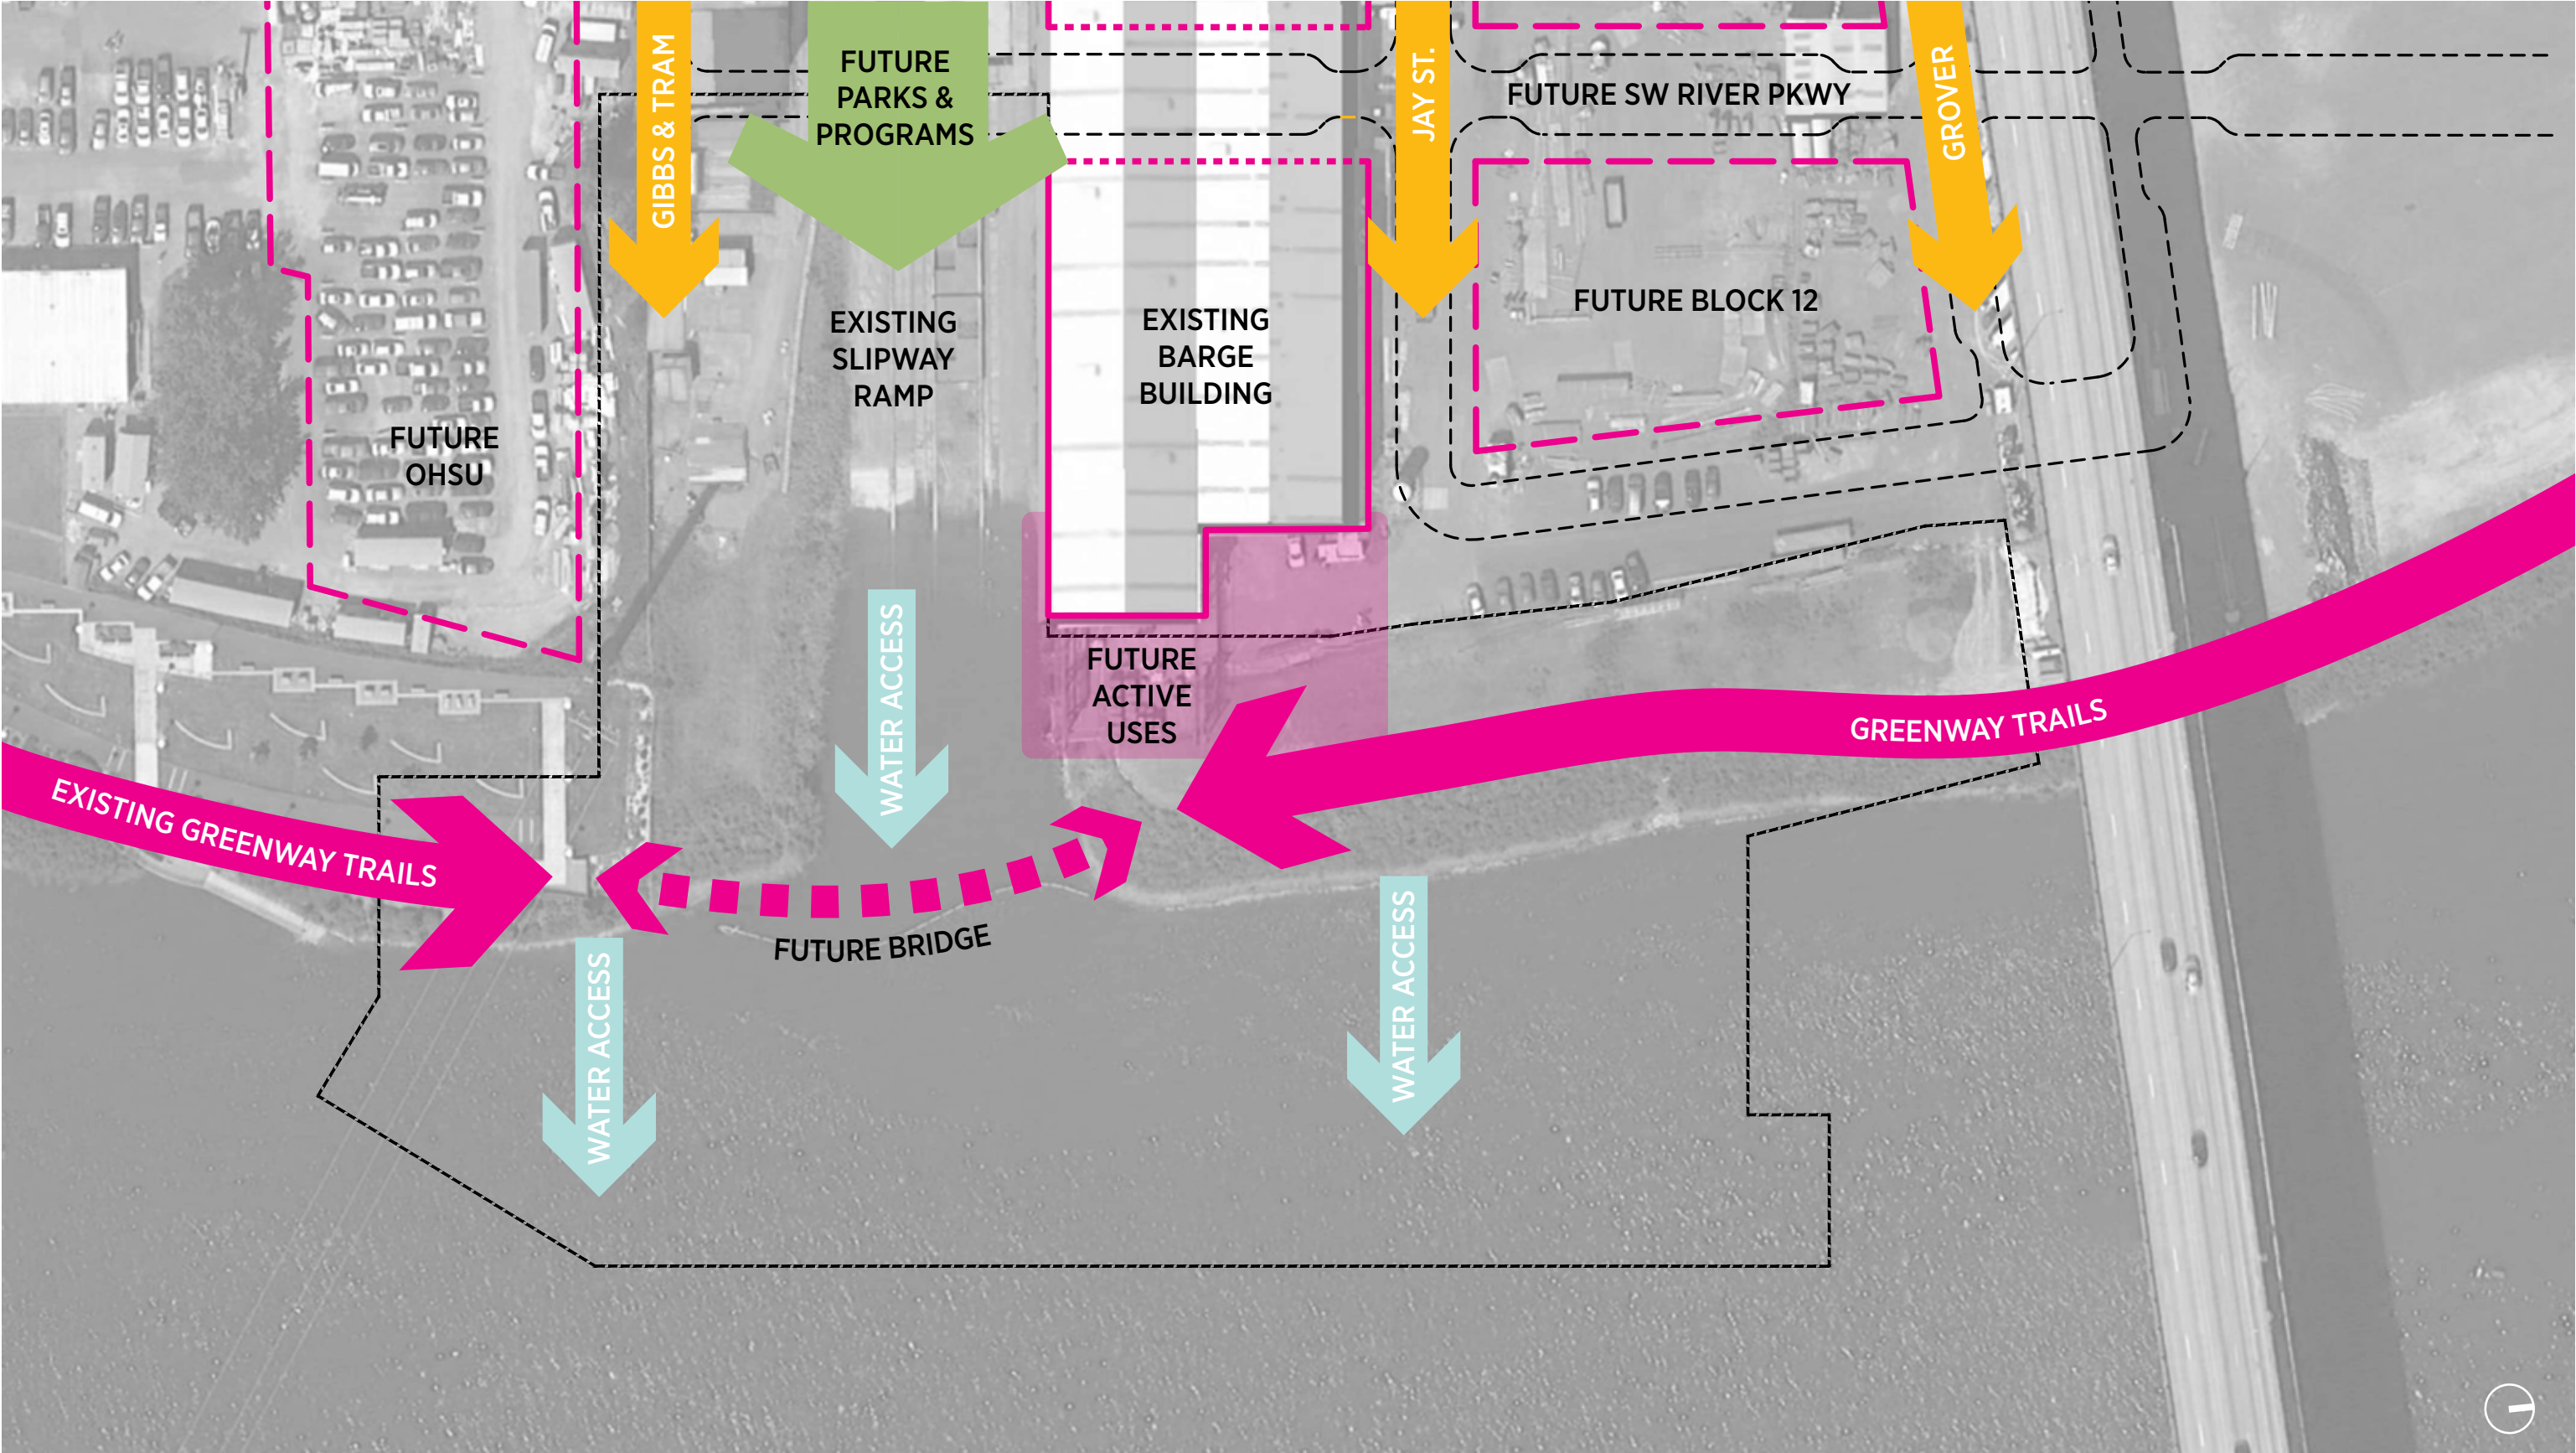 FUTURE
PARKS &
PROGRAMS
GIBBS & TRAM
JAY ST.
FUTURE SW RIVER PKWY
GROVER
EXISTING
SLIPWAY
RAMP
EXISTING
BARGE
BUILDING
FUTURE BLOCK 12
FUTURE
OHSU
WATER ACCESS
FUTURE
ACTIVE
USES
GREENWAY TRAILS
EXISTING GREENWAY TRAILS
FUTURE BRIDGE
WATER ACCESS
WATER ACCESS